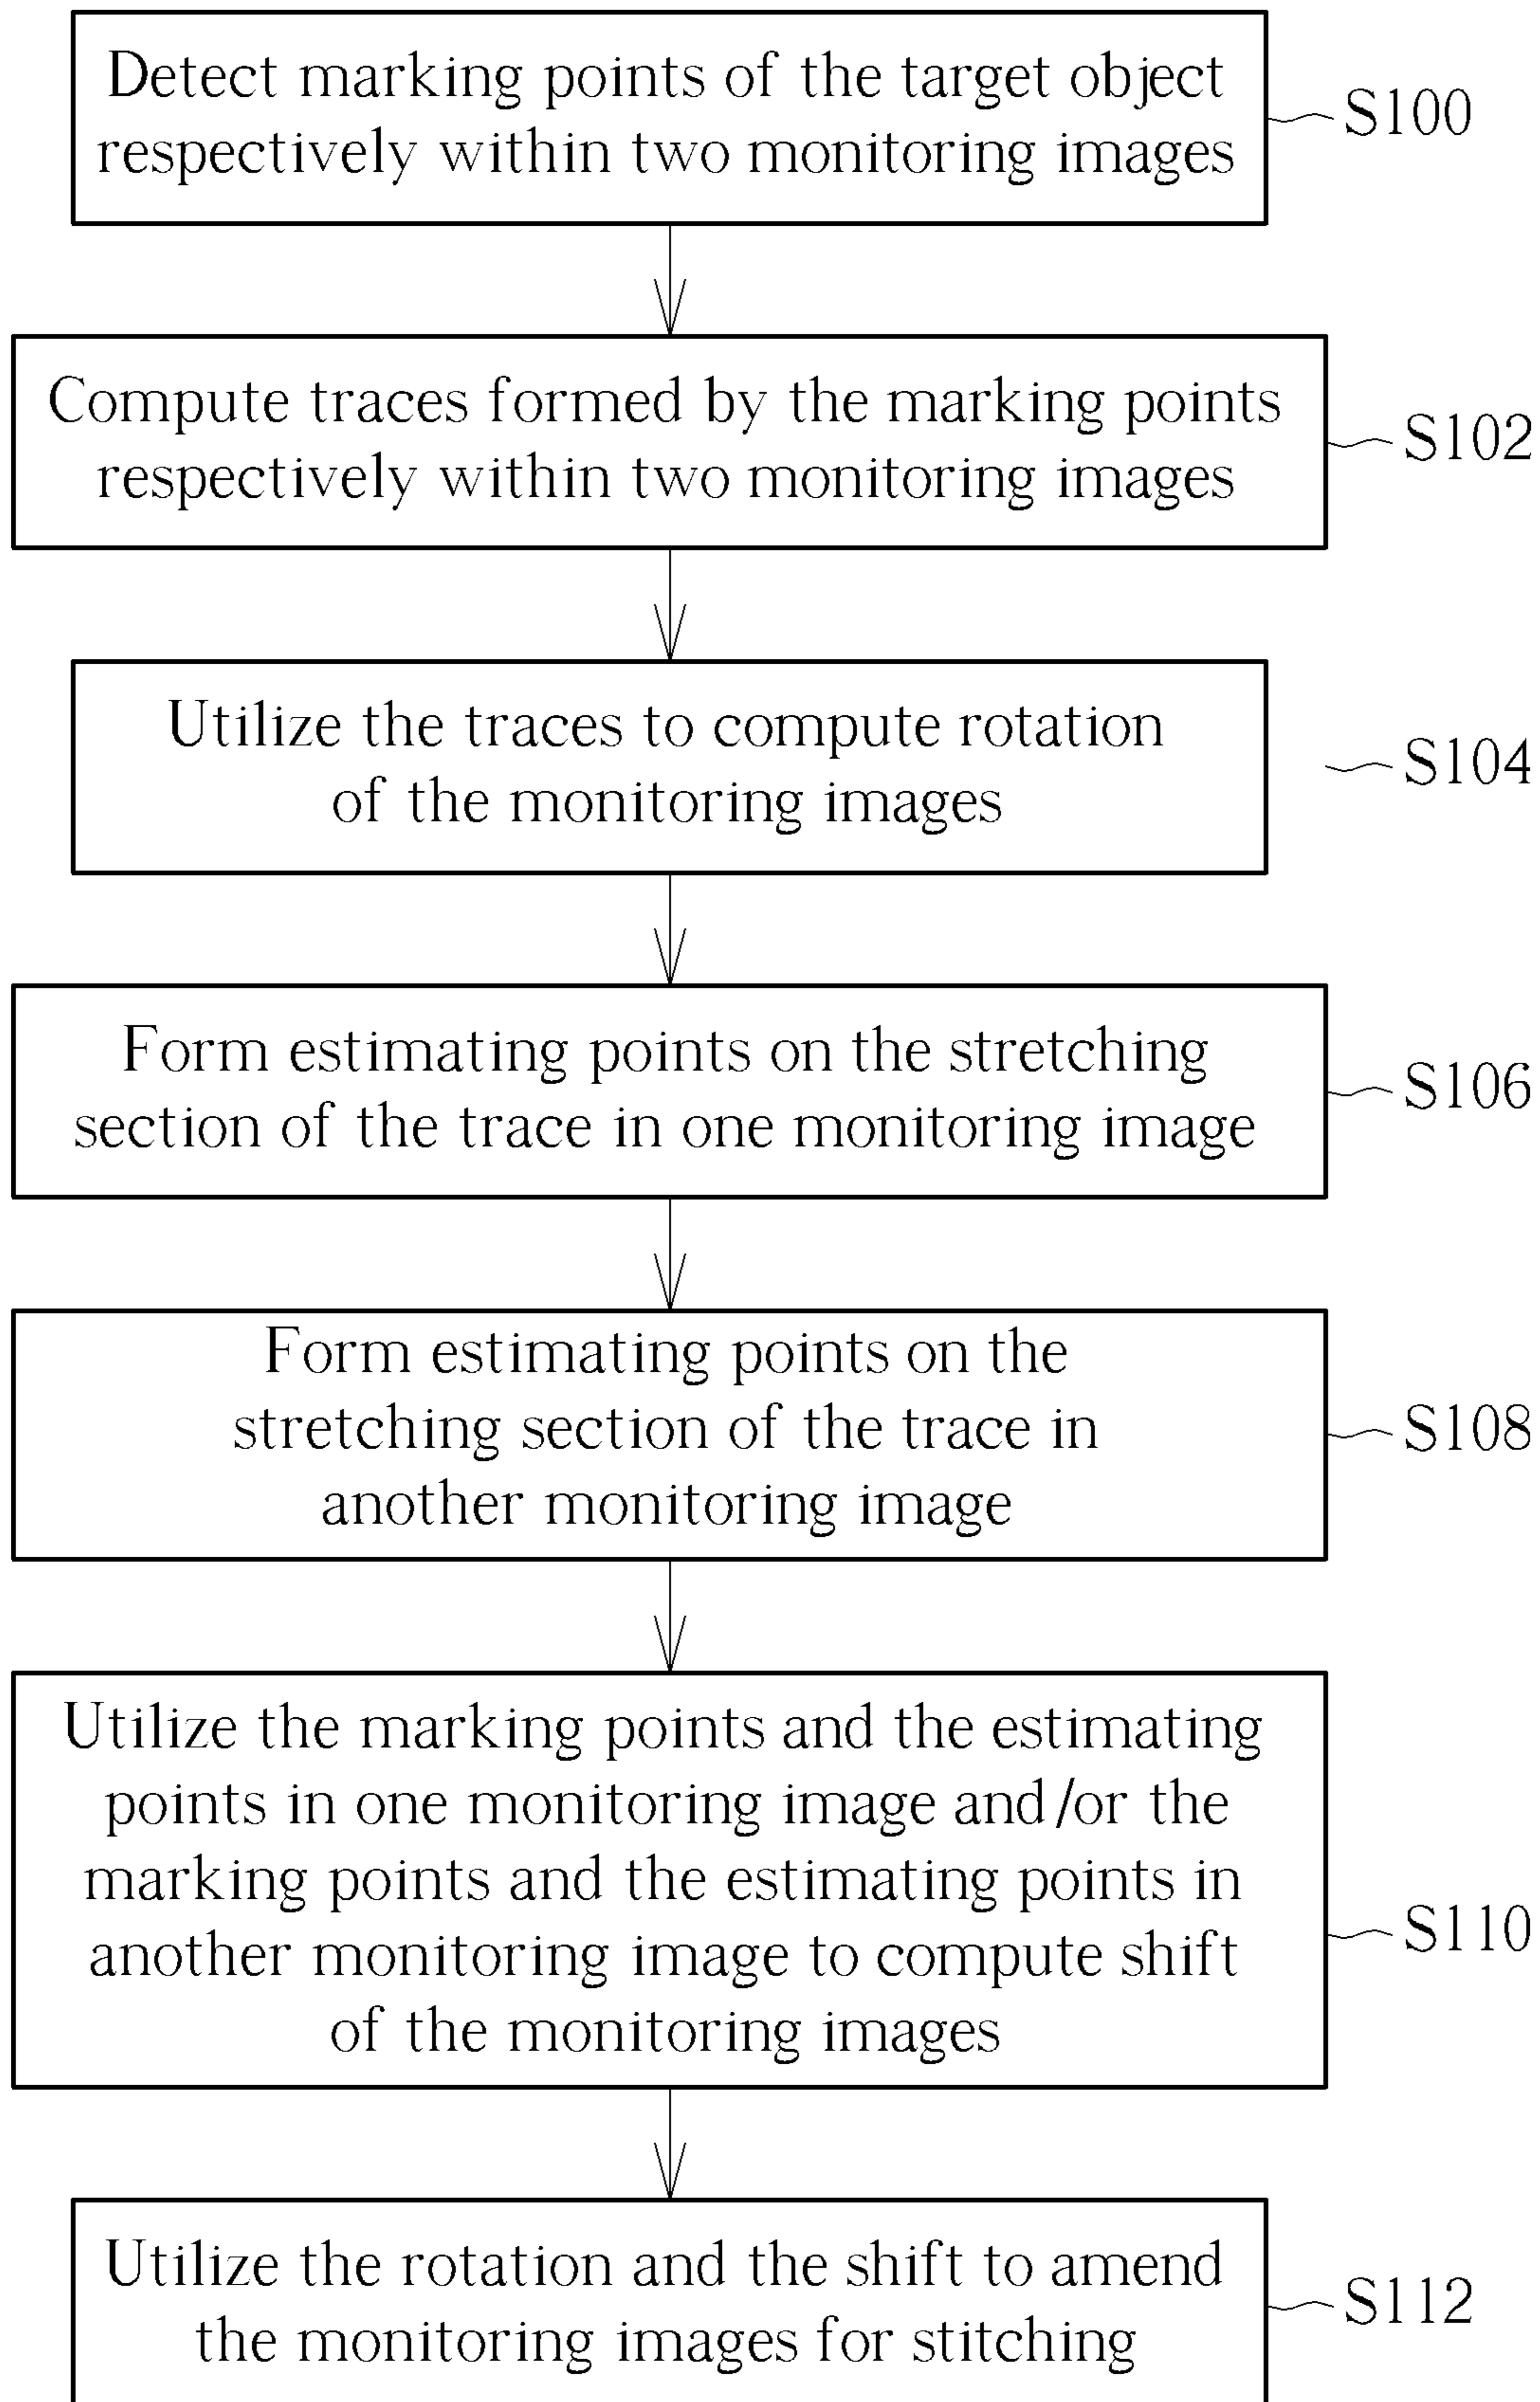 Detect marking points of the target object
respectively within two monitoring images
S100
Compute traces formed by the marking points
respectively within two monitoring images
S102
Utilize the traces to compute rotation
of the monitoring images
S104
Form estimating points on the stretching
section of the trace in one monitoring image
S106
Form estimating points on the
stretching section of the trace in
another monitoring image
S108
Utilize the marking points and the estimating
points in one monitoring image and/or the
marking points and the estimating points in
another monitoring image to compute shift
of the monitoring images
S110
Utilize the rotation and the shift to amend
the monitoring images for stitching
S112